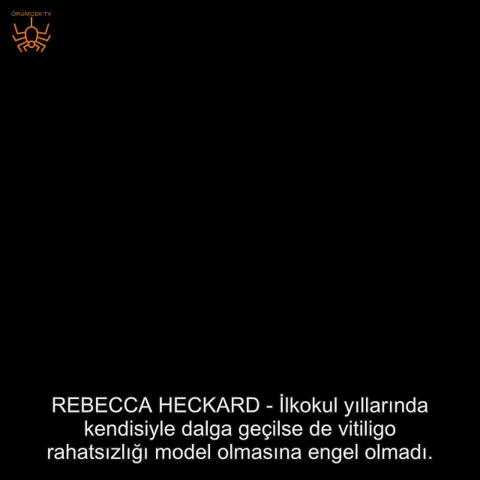 ÖRÜMCEK TV
REBECCA HECKARD - İlkokul yıllarında
kendisiyle dalga geçilse de vitiligo
rahatsızlığı model olmasına engel olmadı.